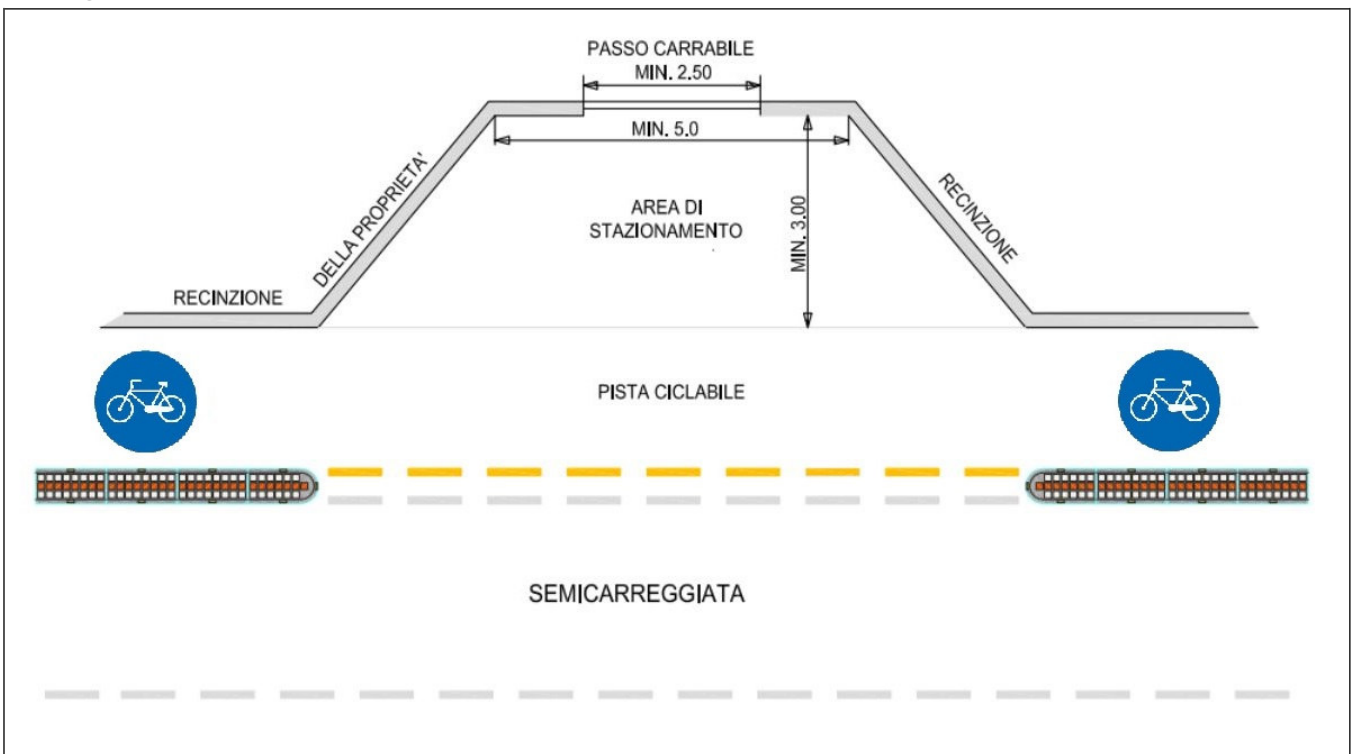 PASSO CARRABILE
MIN. 2.50
MIN. 5.0
DELLA PROPRIETA'
AREA DI
STAZIONAMENTO
MIN. 3.00
RECINZIONE
RECINZIONE
PISTA CICLABILE
SEMICARREGGIATA